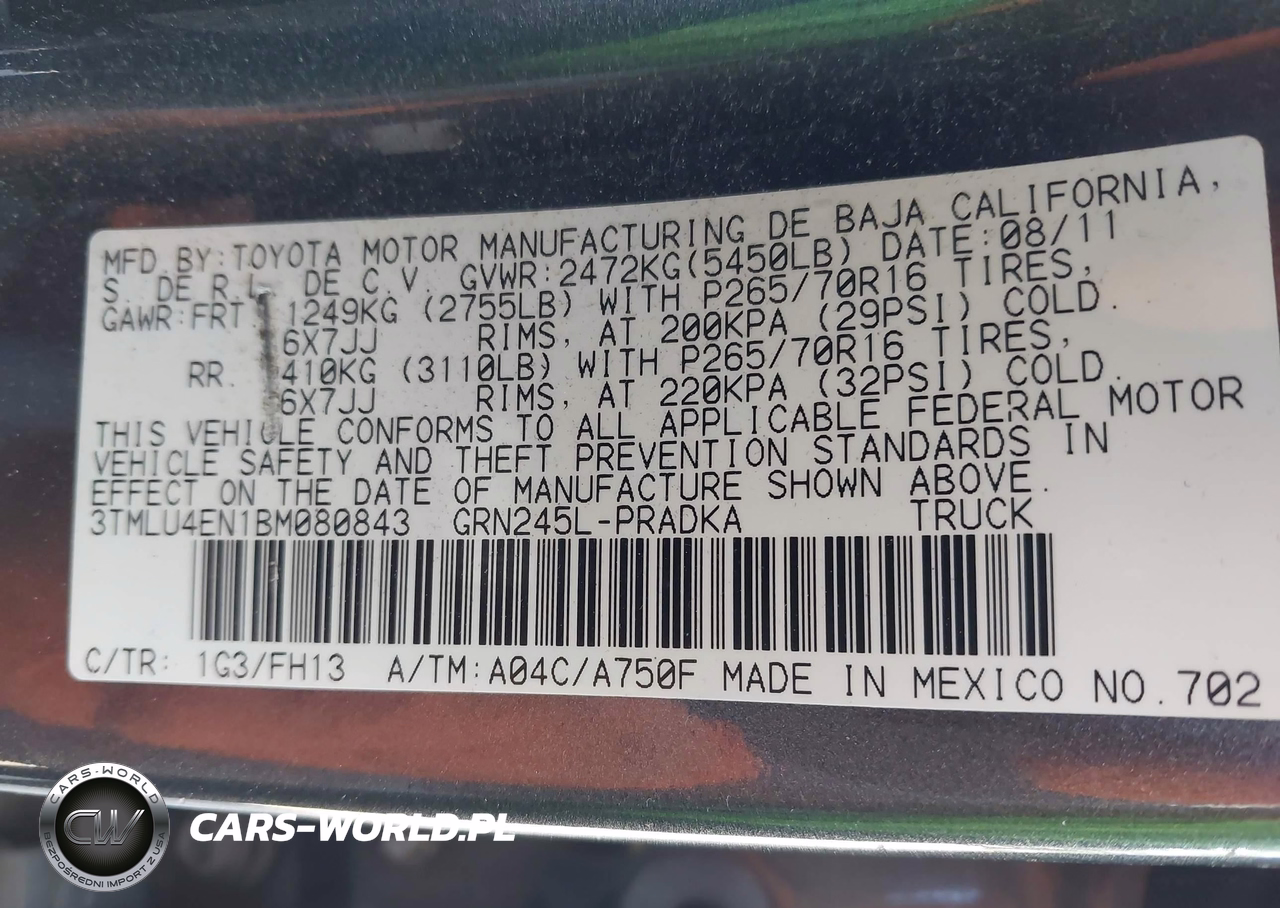 MFD.BY:TOYOTA MOTOR MANUFACTURING DE BAJA CALIFORNIA,
S. DE R.L. DE C.V. GVWR:2472KG(5450LB) DATE:08/11
GAWR:FRT 1249KG (2755LB) WITH P265/70R16 TIRES,
16X7JJ RIMS, AT 200KPA (29PSI) COLD.
RR. 1410KG (3110LB) WITH P265/70R16 TIRES,
16X7JJ RIMS, AT 220KPA (32PSI) COLD.
THIS VEHICLE CONFORMS TO ALL APPLICABLE FEDERAL MOTOR
VEHICLE SAFETY AND THEFT PREVENTION STANDARDS IN
EFFECT ON THE DATE OF MANUFACTURE SHOWN ABOVE.
3TMLU4EN1BM080843 GRN245L-PRADKA TRUCK
C/TR: 1G3/FH13 A/TM:A04C/A750F MADE IN MEXICO NO.702
CARS-WORLD
CW
BEZPOŚREDNI IMPORT Z USA
CARS-WORLD.PL